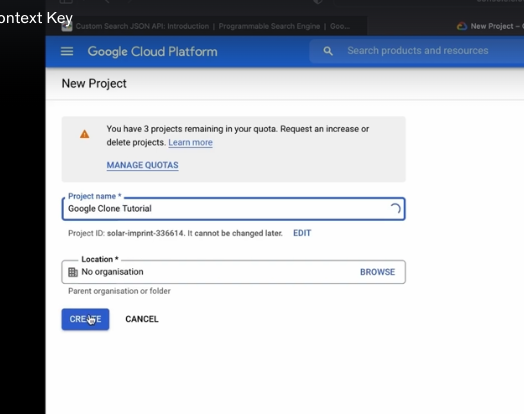 ontext Key
Custom Search JSON API: Introduction | Programmable Search Engine | Goo...
New Project –
Google Cloud Platform
Search products and resources
New Project
You have 3 projects remaining in your quota. Request an increase or
delete projects. Learn more
MANAGE QUOTAS
Project name *
Google Clone Tutorial
Project ID: solar-imprint-336614. It cannot be changed later. EDIT
Location *
No organisation
BROWSE
Parent organisation or folder
CREATE
CANCEL